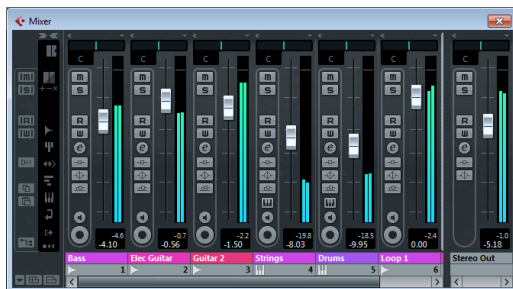 Mixer
C C C C C C C
m m m m m m m
S S S S S S S
[M]
[S]
[R] R R R R R R
[W] W W W W W W
e e e e e e e
-4.6 -0.7 -2.2 -19.8 -18.5 -2.4 -1.0
-4.10 -0.56 -1.50 -8.03 -9.95 0.00 -5.18
Bass Elec Guitar Guitar 2 Strings Drums Loop 1 Stereo Out
1 2 3 4 5 6